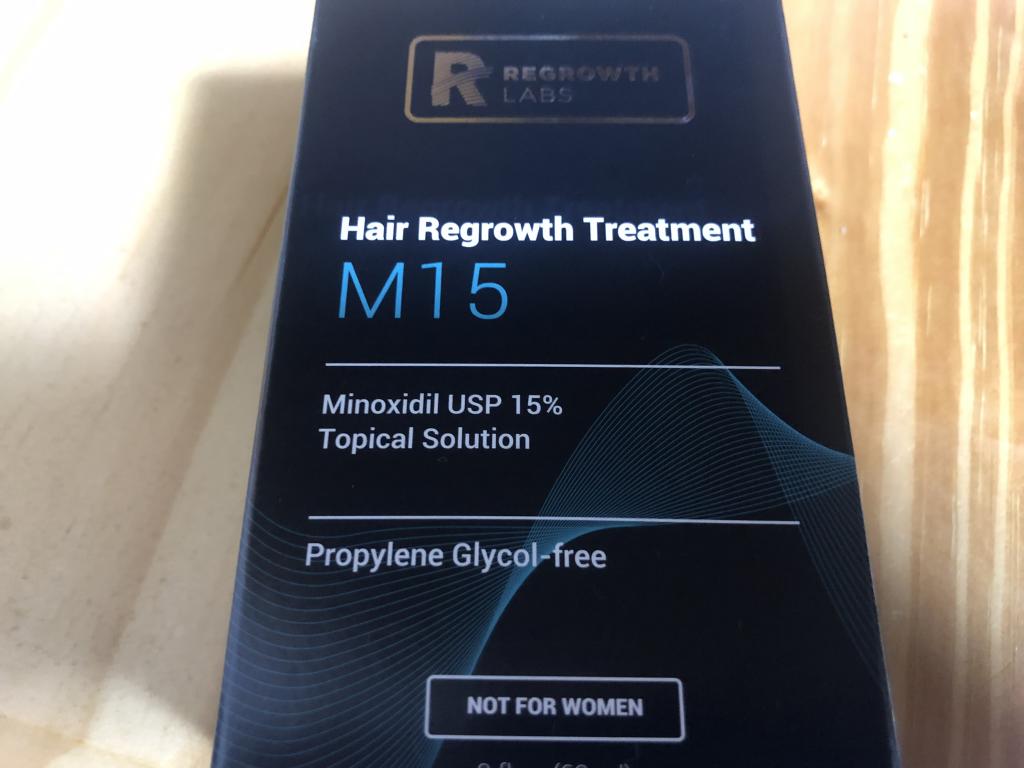 R REGROWTH
LABS
Hair Regrowth Treatment
M15
Minoxidil USP 15%
Topical Solution
Propylene Glycol-free
NOT FOR WOMEN